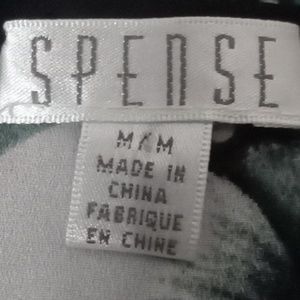 SPENSE
M/M
MADE IN
CHINA
FABRIQUE
EN CHINE